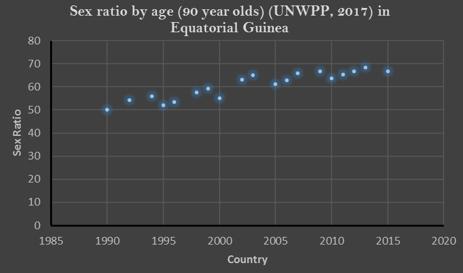 Sex ratio by age (90 year olds) (UNWPP, 2017) in
Equatorial Guinea
80
70
60
50
40
30
20
10
0
Sex Ratio
1985 1990 1995 2000 2005 2010 2015 2020
Country